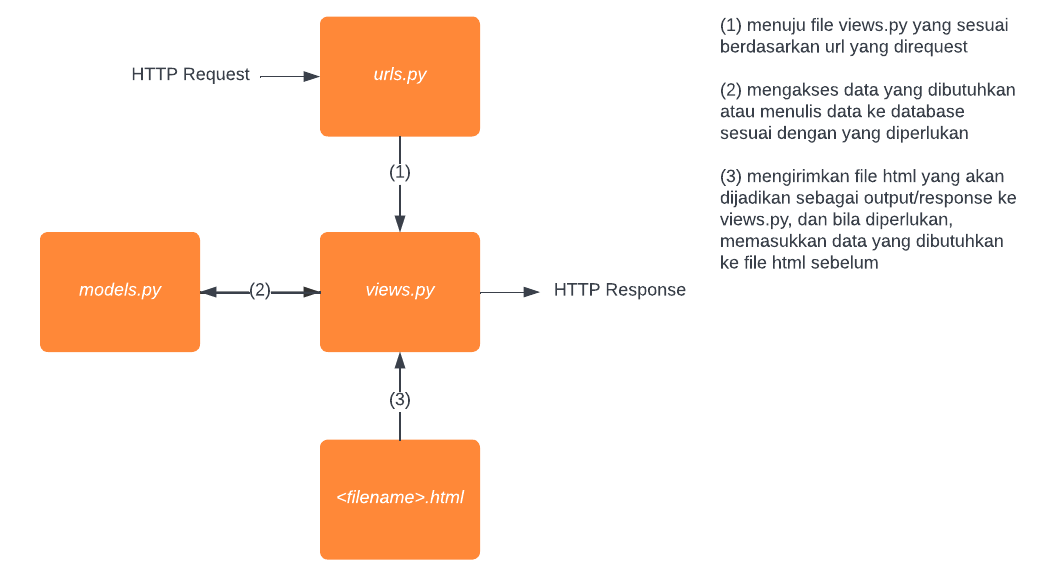 HTTP Request
urls.py
(1)
models.py
(2)
views.py
HTTP Response
(3)
<filename>.html
(1) menuju file views.py yang sesuai
berdasarkan url yang direquest
(2) mengakses data yang dibutuhkan
atau menulis data ke database
sesuai dengan yang diperlukan
(3) mengirimkan file html yang akan
dijadikan sebagai output/response ke
views.py, dan bila diperlukan,
memasukkan data yang dibutuhkan
ke file html sebelum